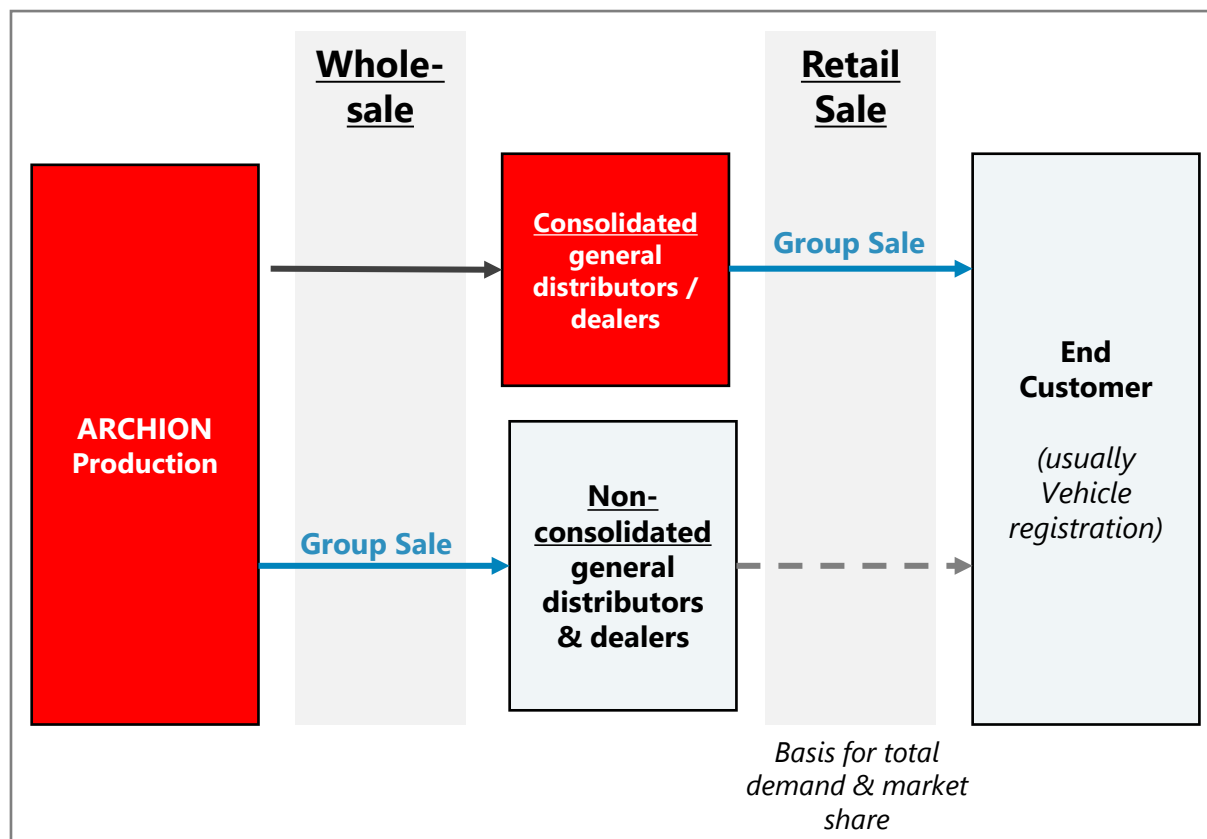 Whole-
sale
Retail
Sale
ARCHION
Production
Consolidated
general
distributors /
dealers
Group Sale
Group Sale
Non-
consolidated
general
distributors
& dealers
End
Customer
(usually
Vehicle
registration)
Basis for total
demand & market
share